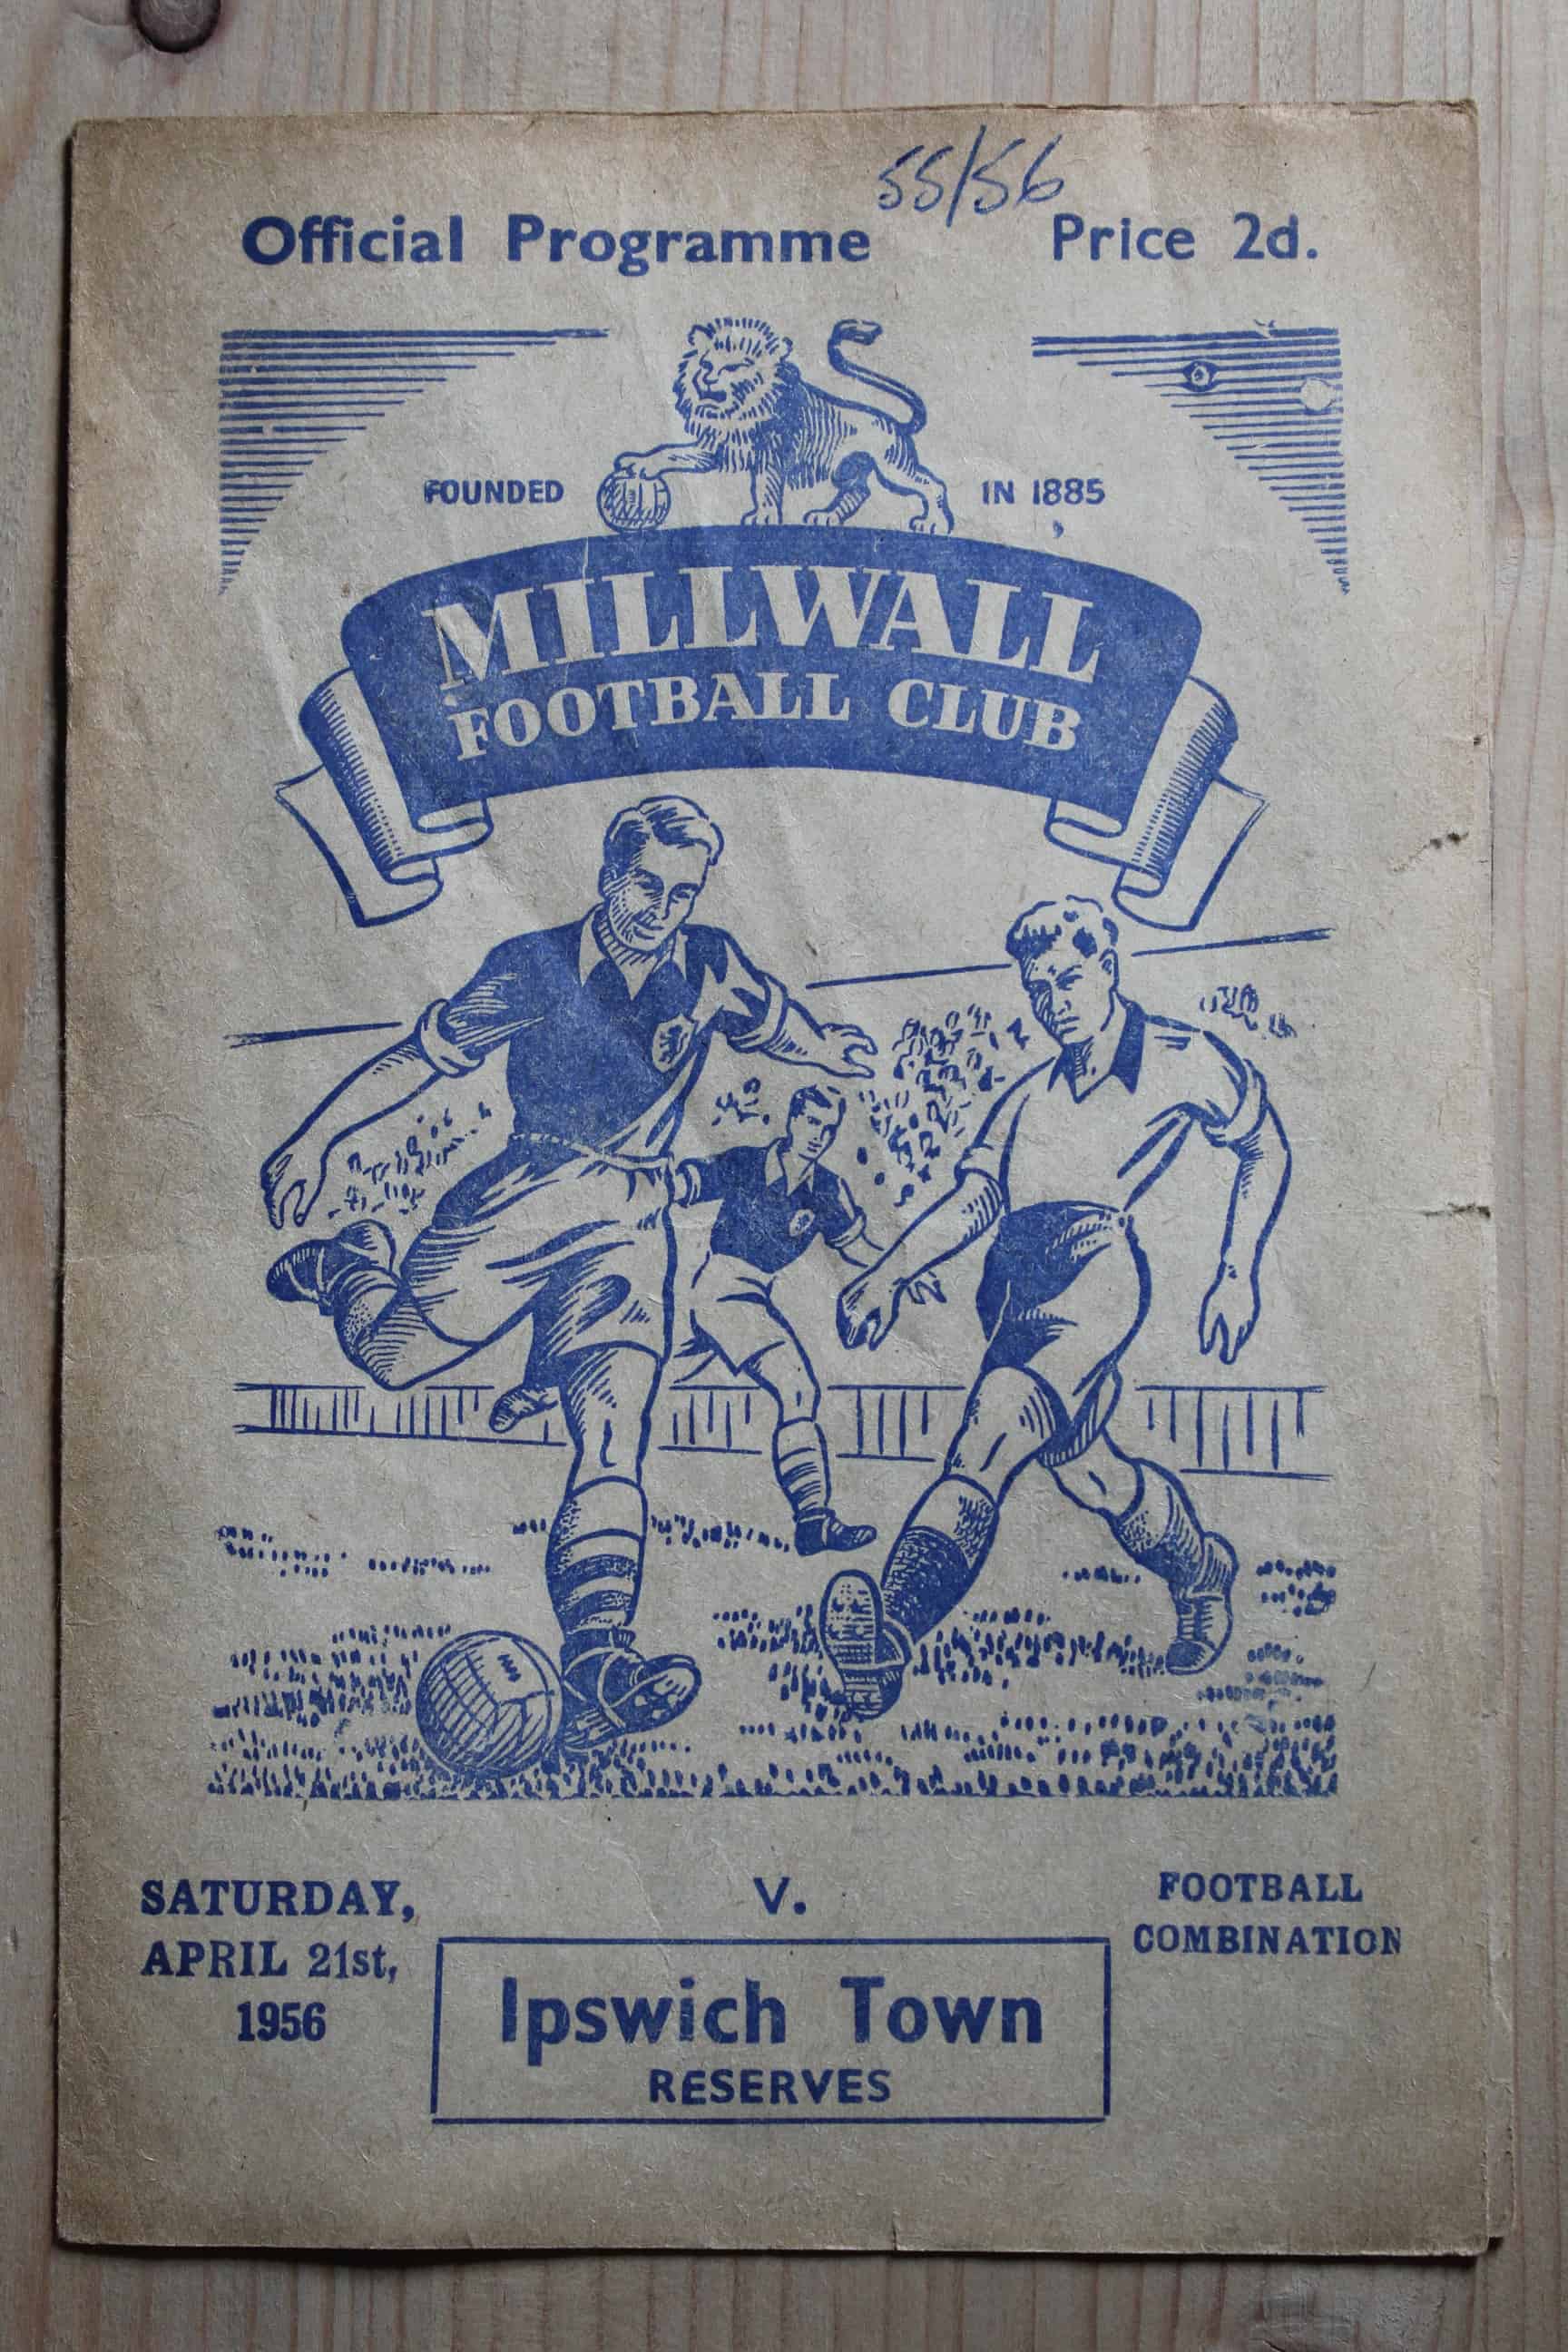 55/56
Official Programme Price 2d.
FOUNDED IN 1885
MILLWALL
FOOTBALL CLUB
SATURDAY,
APRIL 21st,
1956
V.
Ipswich Town
RESERVES
FOOTBALL
COMBINATION